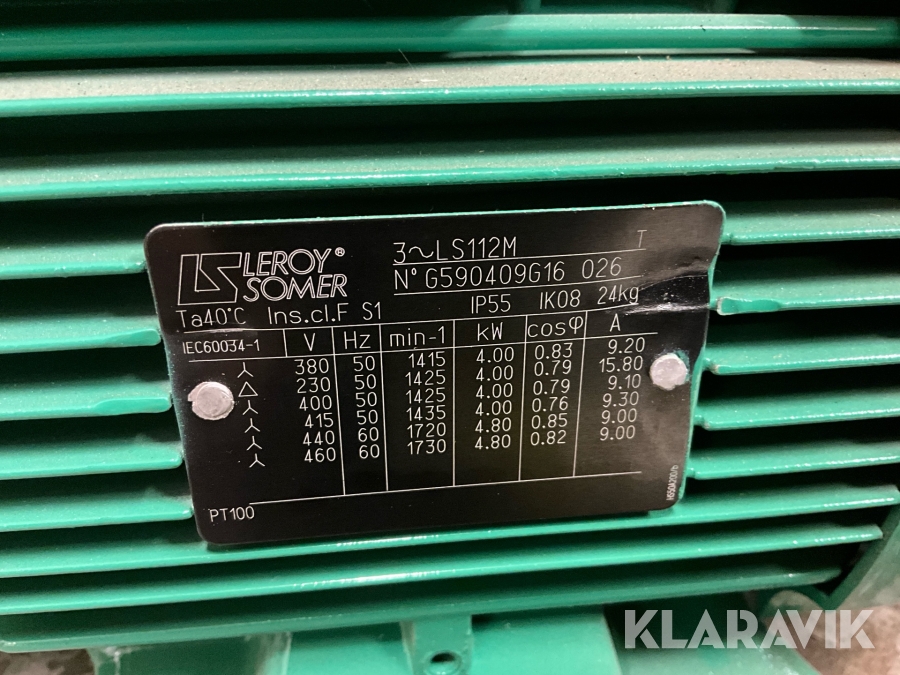 LEROY®
SOMER
3~LS112M T
N° G590409G16 026
Ta40°C Ins.cl.F S1 IP55 IK08 24kg
IEC60034-1 V Hz min-1 kW cosφ A
380 50 1415 4.00 0.83 9.20
△ 230 50 1425 4.00 0.79 15.80
400 50 1425 4.00 0.79 9.10
415 50 1435 4.00 0.76 9.30
440 60 1720 4.80 0.85 9.00
460 60 1730 4.80 0.82 9.00
PT100
KLARAVIK